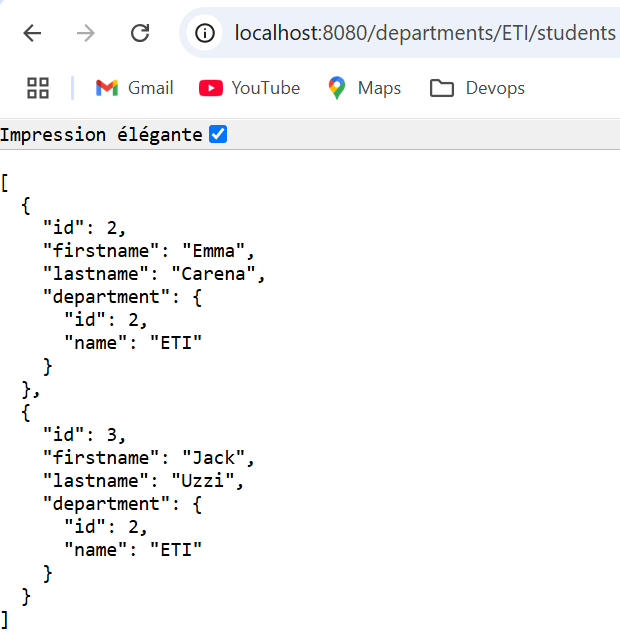 localhost:8080/departments/ETI/students
Gmail YouTube Maps Devops
Impression élégante
[
  {
    "id": 2,
    "firstname": "Emma",
    "lastname": "Carena",
    "department": {
      "id": 2,
      "name": "ETI"
    }
  },
  {
    "id": 3,
    "firstname": "Jack",
    "lastname": "Uzzi",
    "department": {
      "id": 2,
      "name": "ETI"
    }
  }
]